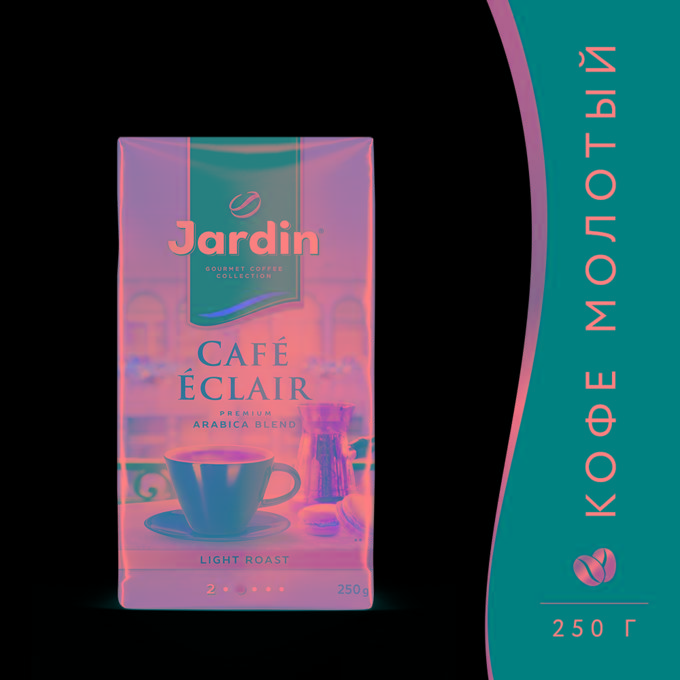 Jardin
GOURMET COFFEE
COLLECTION
CAFÉ
ÉCLAIR
PREMIUM
ARABICA BLEND
LIGHT ROAST
2
250g
КОФЕ МОЛОТЫЙ
250 Г